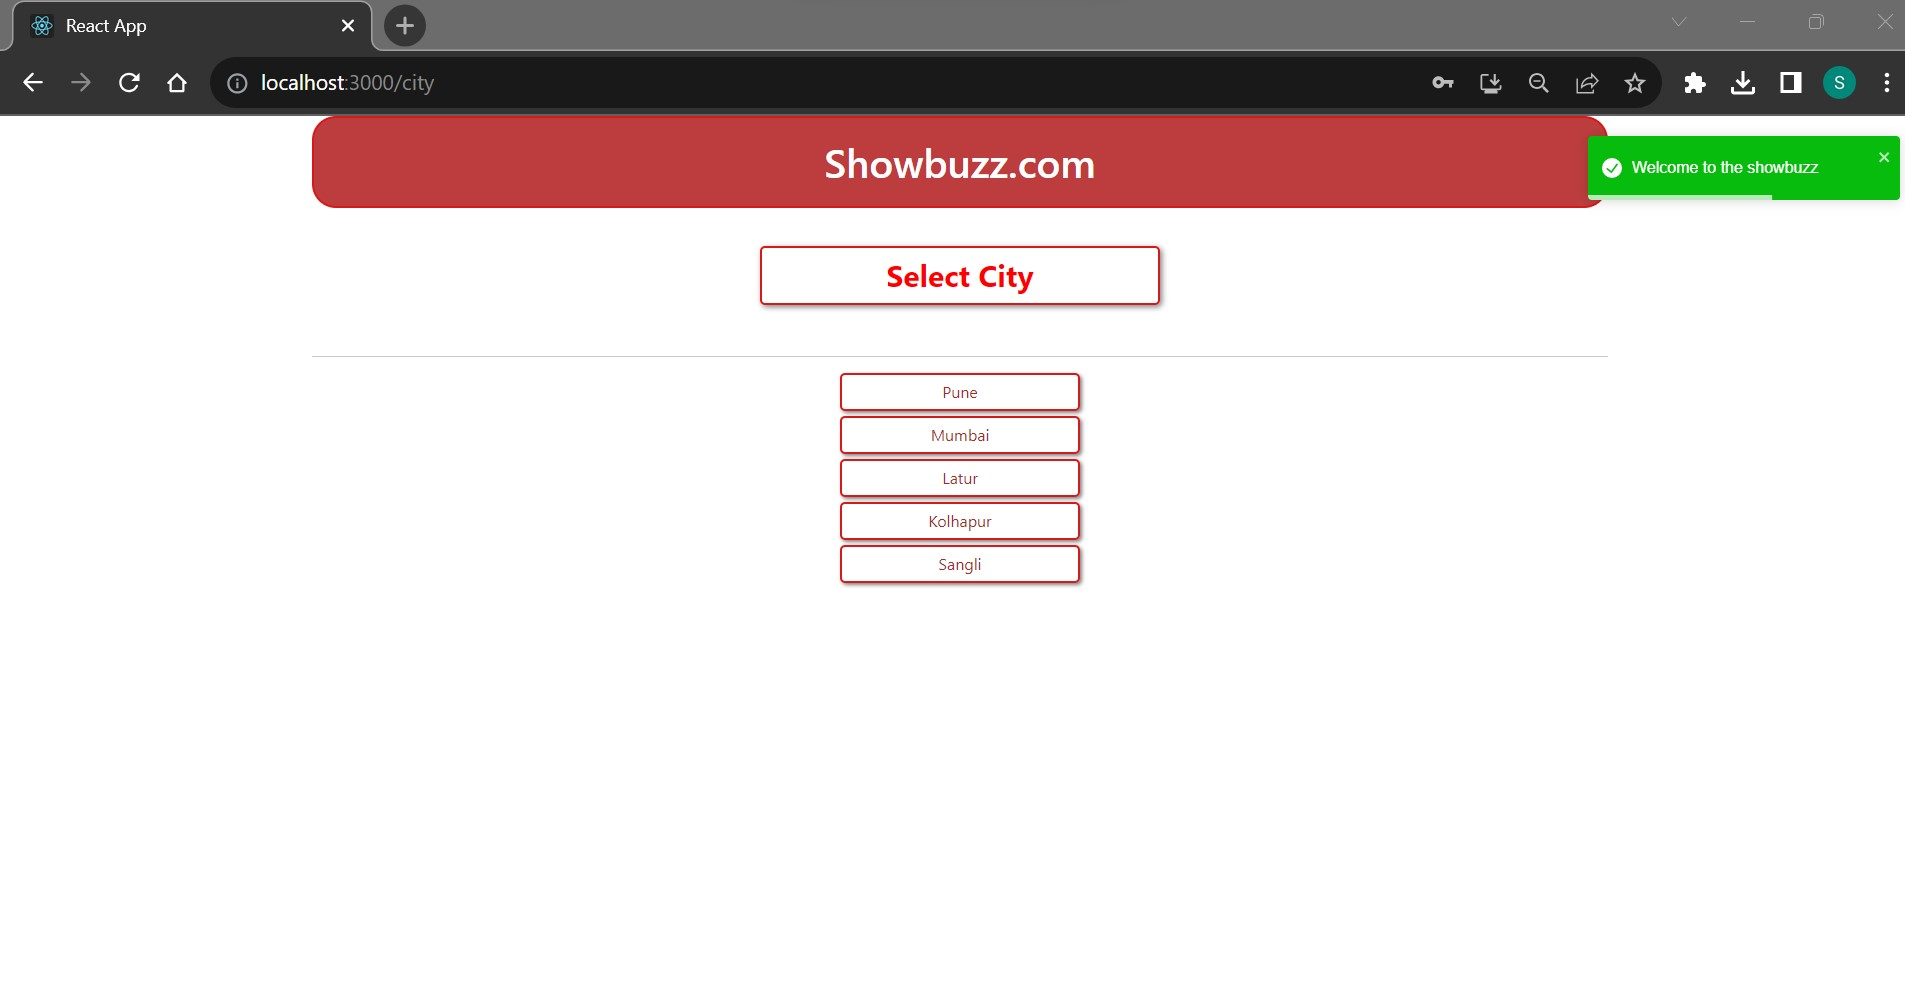 React App
localhost:3000/city
S
Showbuzz.com
Welcome to the showbuzz
Select City
Pune
Mumbai
Latur
Kolhapur
Sangli